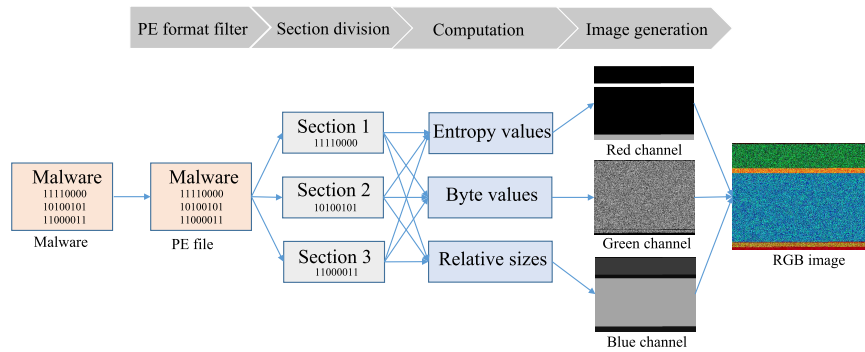 PE format filter
Section division
Computation
Image generation
Malware
11110000
10100101
11000011
Malware
Malware
11110000
10100101
11000011
PE file
Section 1
11110000
Section 2
10100101
Section 3
11000011
Entropy values
Byte values
Relative sizes
Red channel
Green channel
Blue channel
RGB image